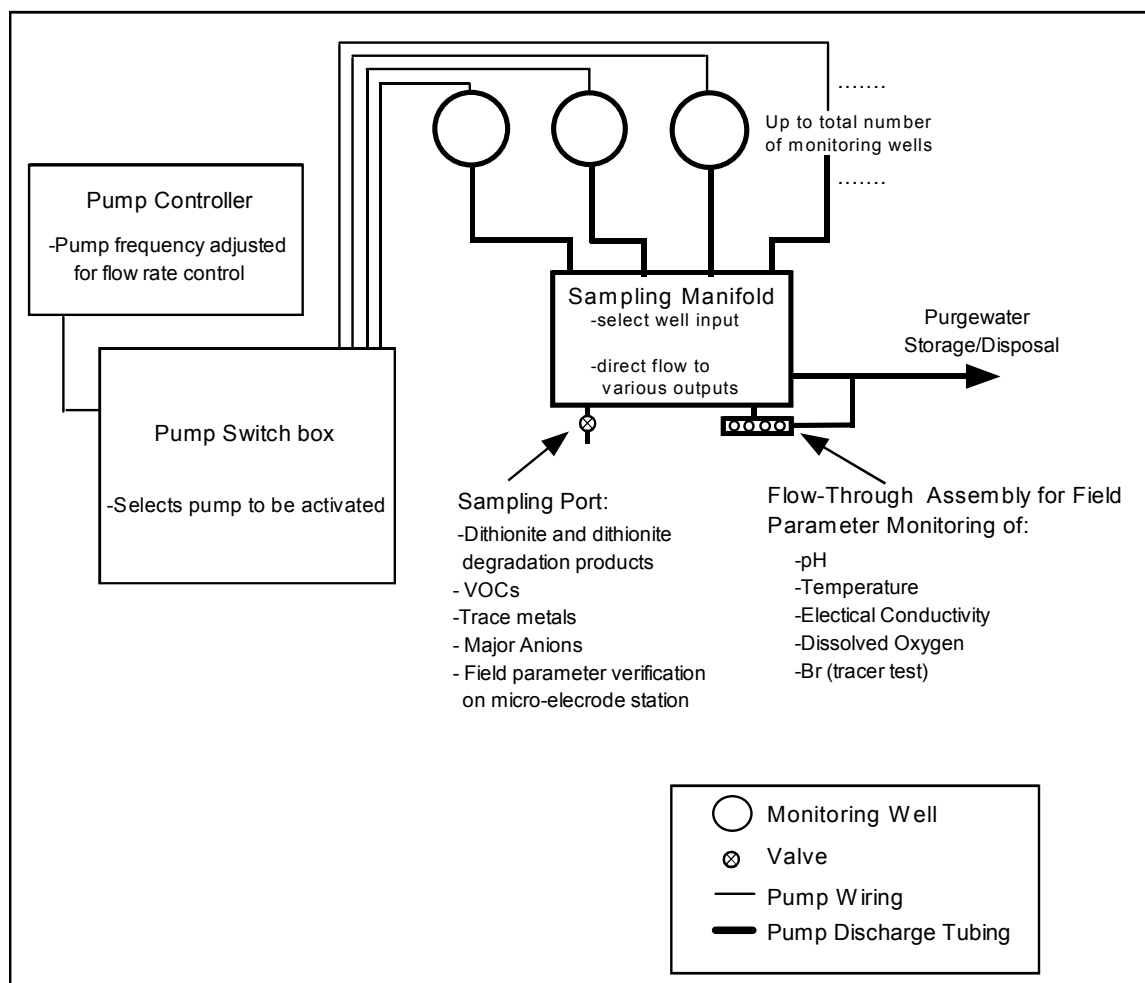 .......
Up to total number
of monitoring wells
.......
Pump Controller
-Pump frequency adjusted
for flow rate control
Sampling Manifold
-select well input
-direct flow to
various outputs
Purgewater
Storage/Disposal
Pump Switch box
-Selects pump to be activated
Sampling Port:
-Dithionite and dithionite
degradation products
- VOCs
-Trace metals
- Major Anions
- Field parameter verification
on micro-elecrode station
Flow-Through Assembly for Field
Parameter Monitoring of:
-pH
-Temperature
-Electical Conductivity
-Dissolved Oxygen
-Br (tracer test)
Monitoring Well
Valve
Pump Wiring
Pump Discharge Tubing